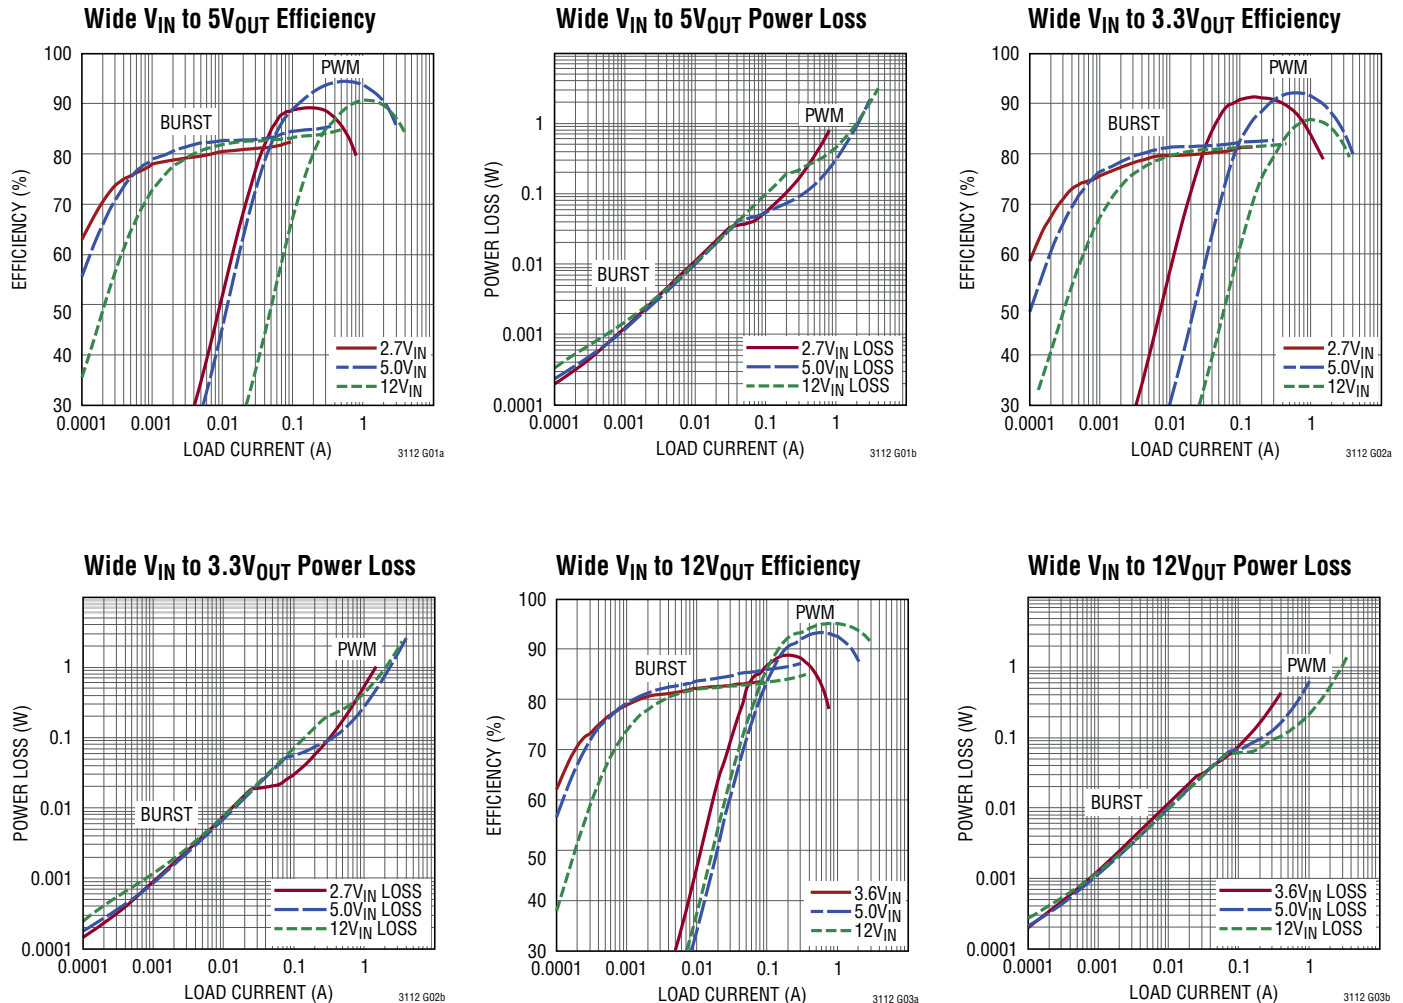 Wide VIN to 5VOUT Efficiency
100
90
80
70
60
50
40
30
EFFICIENCY (%)
PWM
BURST
2.7VIN
5.0VIN
12VIN
0.0001 0.001 0.01 0.1 1
LOAD CURRENT (A)
3112 G01a
Wide VIN to 5VOUT Power Loss
1
0.1
0.01
0.001
0.0001
POWER LOSS (W)
PWM
BURST
2.7VIN LOSS
5.0VIN LOSS
12VIN LOSS
0.0001 0.001 0.01 0.1 1
LOAD CURRENT (A)
3112 G01b
Wide VIN to 3.3VOUT Efficiency
100
90
80
70
60
50
40
30
EFFICIENCY (%)
PWM
BURST
2.7VIN
5.0VIN
12VIN
0.0001 0.001 0.01 0.1 1
LOAD CURRENT (A)
3112 G02a
Wide VIN to 3.3VOUT Power Loss
1
0.1
0.01
0.001
0.0001
POWER LOSS (W)
PWM
BURST
2.7VIN LOSS
5.0VIN LOSS
12VIN LOSS
0.0001 0.001 0.01 0.1 1
LOAD CURRENT (A)
3112 G02b
Wide VIN to 12VOUT Efficiency
100
90
80
70
60
50
40
30
EFFICIENCY (%)
PWM
BURST
3.6VIN
5.0VIN
12VIN
0.0001 0.001 0.01 0.1 1
LOAD CURRENT (A)
3112 G03a
Wide VIN to 12VOUT Power Loss
1
0.1
0.01
0.001
0.0001
POWER LOSS (W)
PWM
BURST
3.6VIN LOSS
5.0VIN LOSS
12VIN LOSS
0.0001 0.001 0.01 0.1 1
LOAD CURRENT (A)
3112 G03b